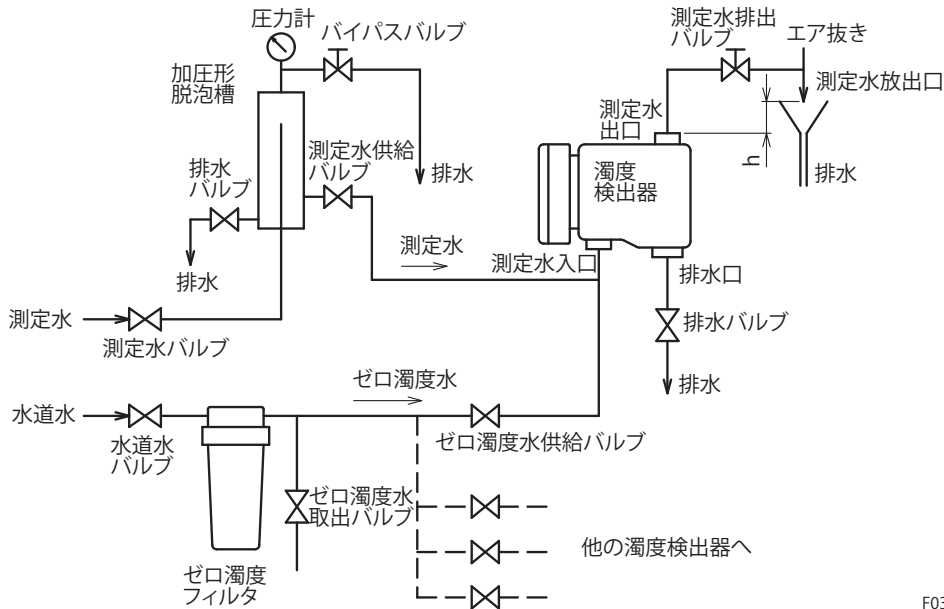 圧力計
バイパスバルブ
測定水排出
バルブ
エア抜き
加圧形
脱泡槽
測定水放出口
測定水
出口
測定水供給
バルブ
h
排水
バルブ
排水
濁度
検出器
排水
測定水
排水
測定水入口
排水口
測定水
測定水バルブ
排水バルブ
ゼロ濁度水
排水
水道水
水道水
バルブ
ゼロ濁度水供給バルブ
ゼロ濁度水
取出バルブ
他の濁度検出器へ
ゼロ濁度
フィルタ
F03